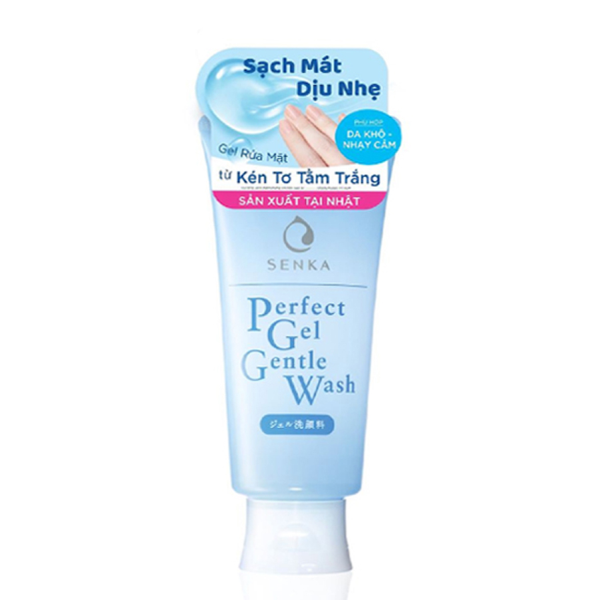 Sạch Mát
Dịu Nhẹ
PHÙ HỢP
DA KHÔ -
NHẠY CẢM
Gel Rửa Mặt
từ Kén Tơ Tằm Trắng
SẢN XUẤT TẠI NHẬT
SENKA
Perfect
Gel
Gentle
Wash
ジェル洗顔料